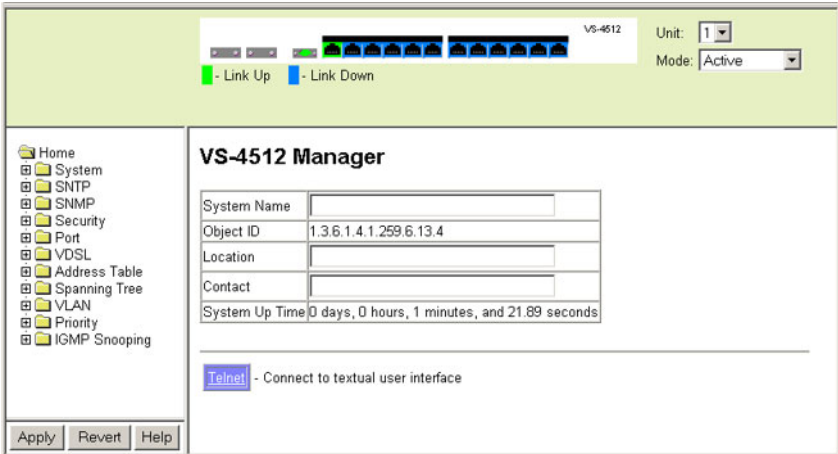 VS-4512
Unit: 1
Mode: Active
- Link Up - Link Down
Home
System
SNTP
SNMP
Security
Port
VDSL
Address Table
Spanning Tree
VLAN
Priority
IGMP Snooping
Apply Revert Help
VS-4512 Manager
System Name
Object ID 1.3.6.1.4.1.259.6.13.4
Location
Contact
System Up Time 0 days, 0 hours, 1 minutes, and 21.89 seconds
Telnet - Connect to textual user interface